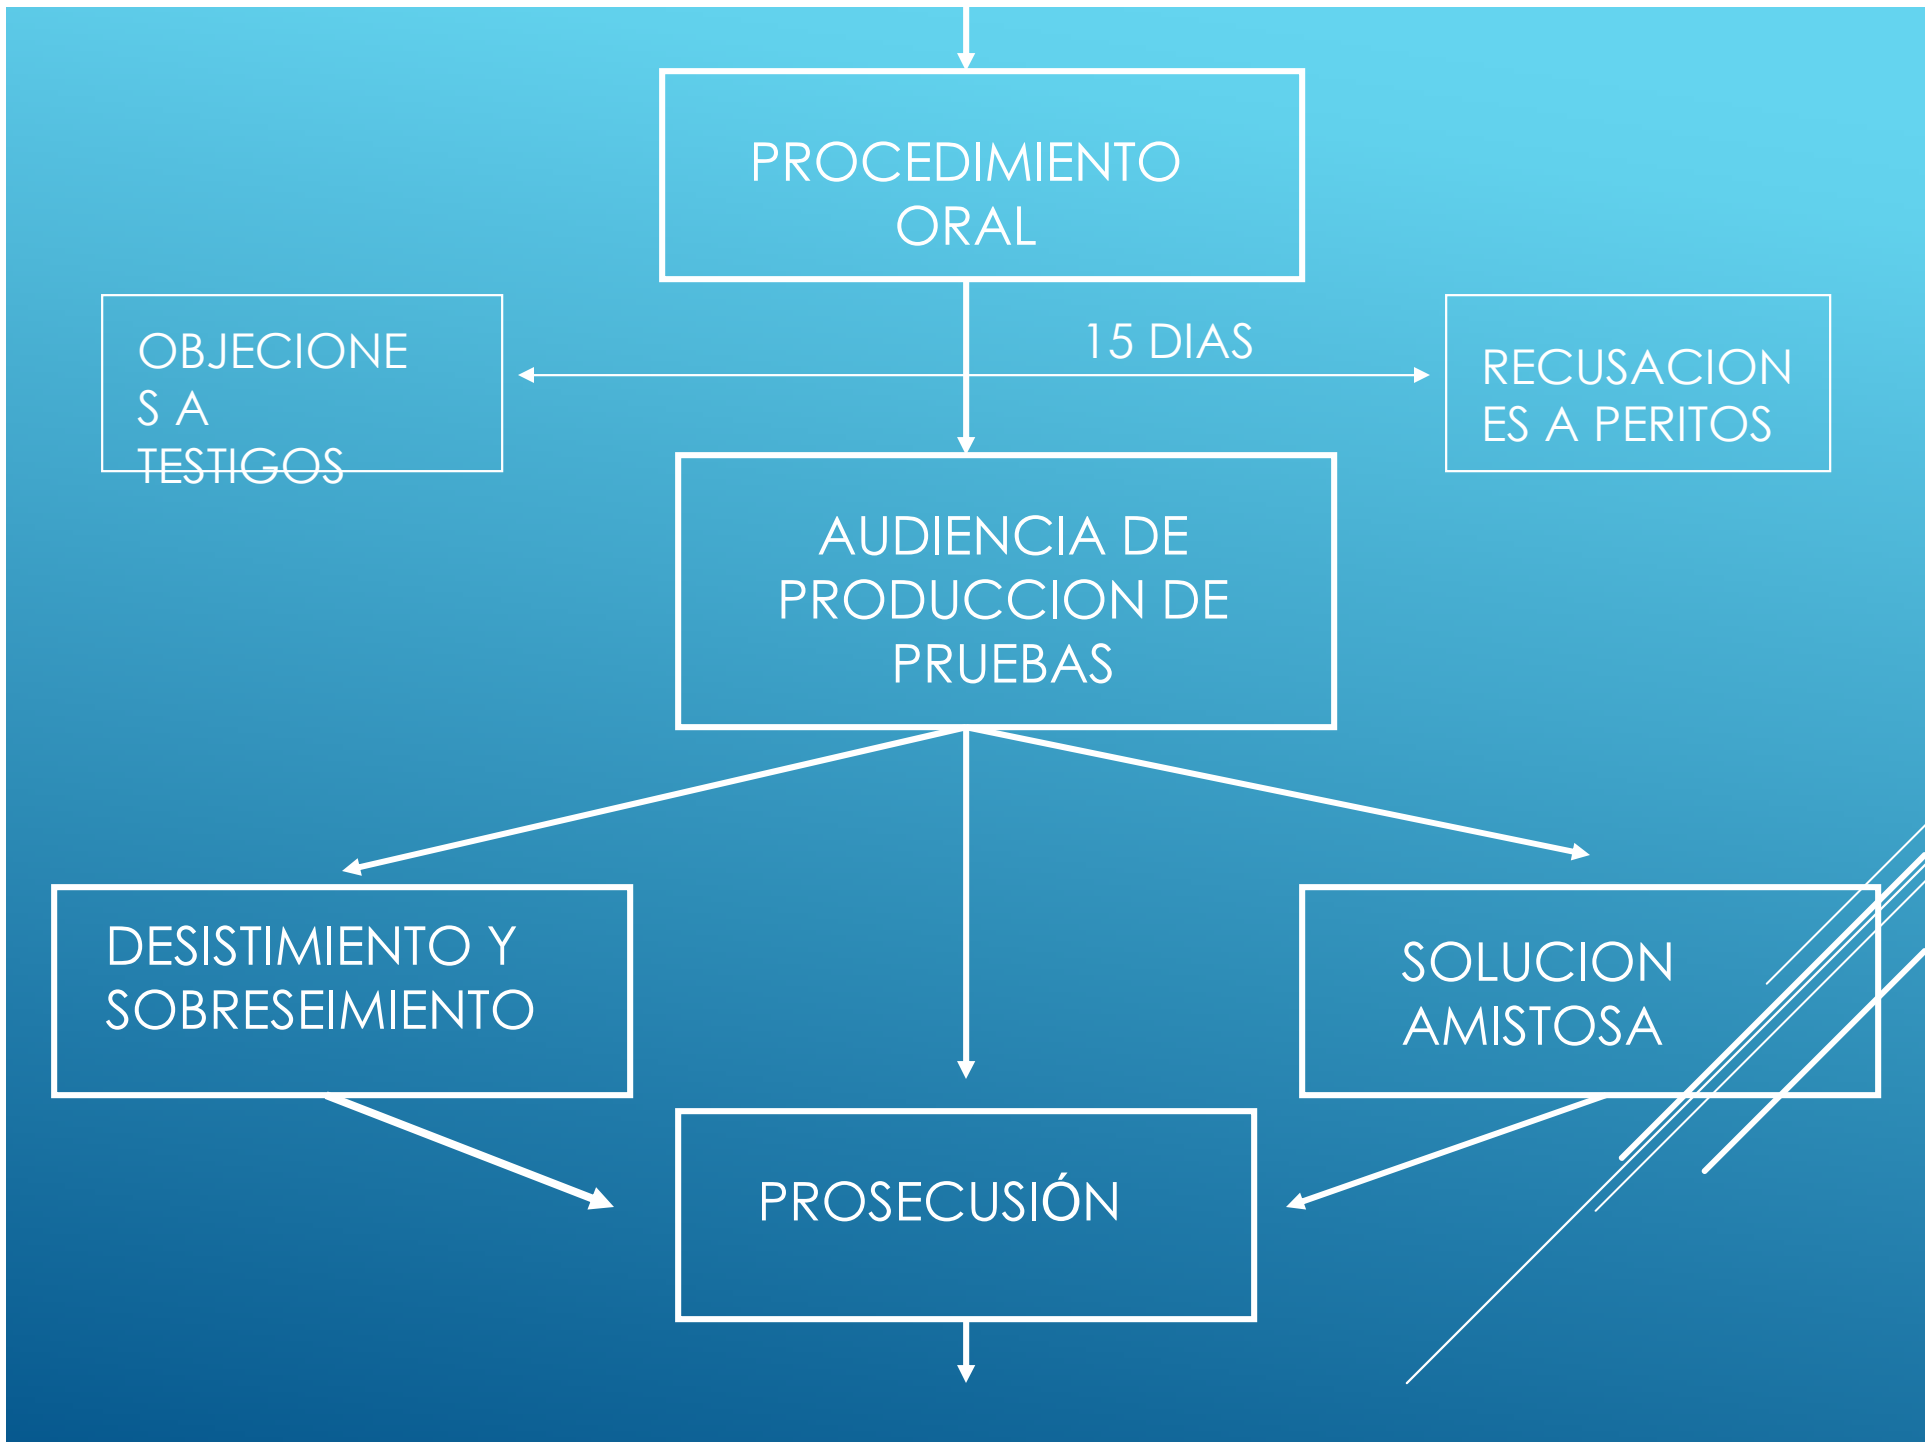 PROCEDIMIENTO
ORAL
OBJECIONE
S A
TESTIGOS
15 DIAS
RECUSACION
ES A PERITOS
AUDIENCIA DE
PRODUCCION DE
PRUEBAS
DESISTIMIENTO Y
SOBRESEIMIENTO
SOLUCION
AMISTOSA
PROSECUSIÓN